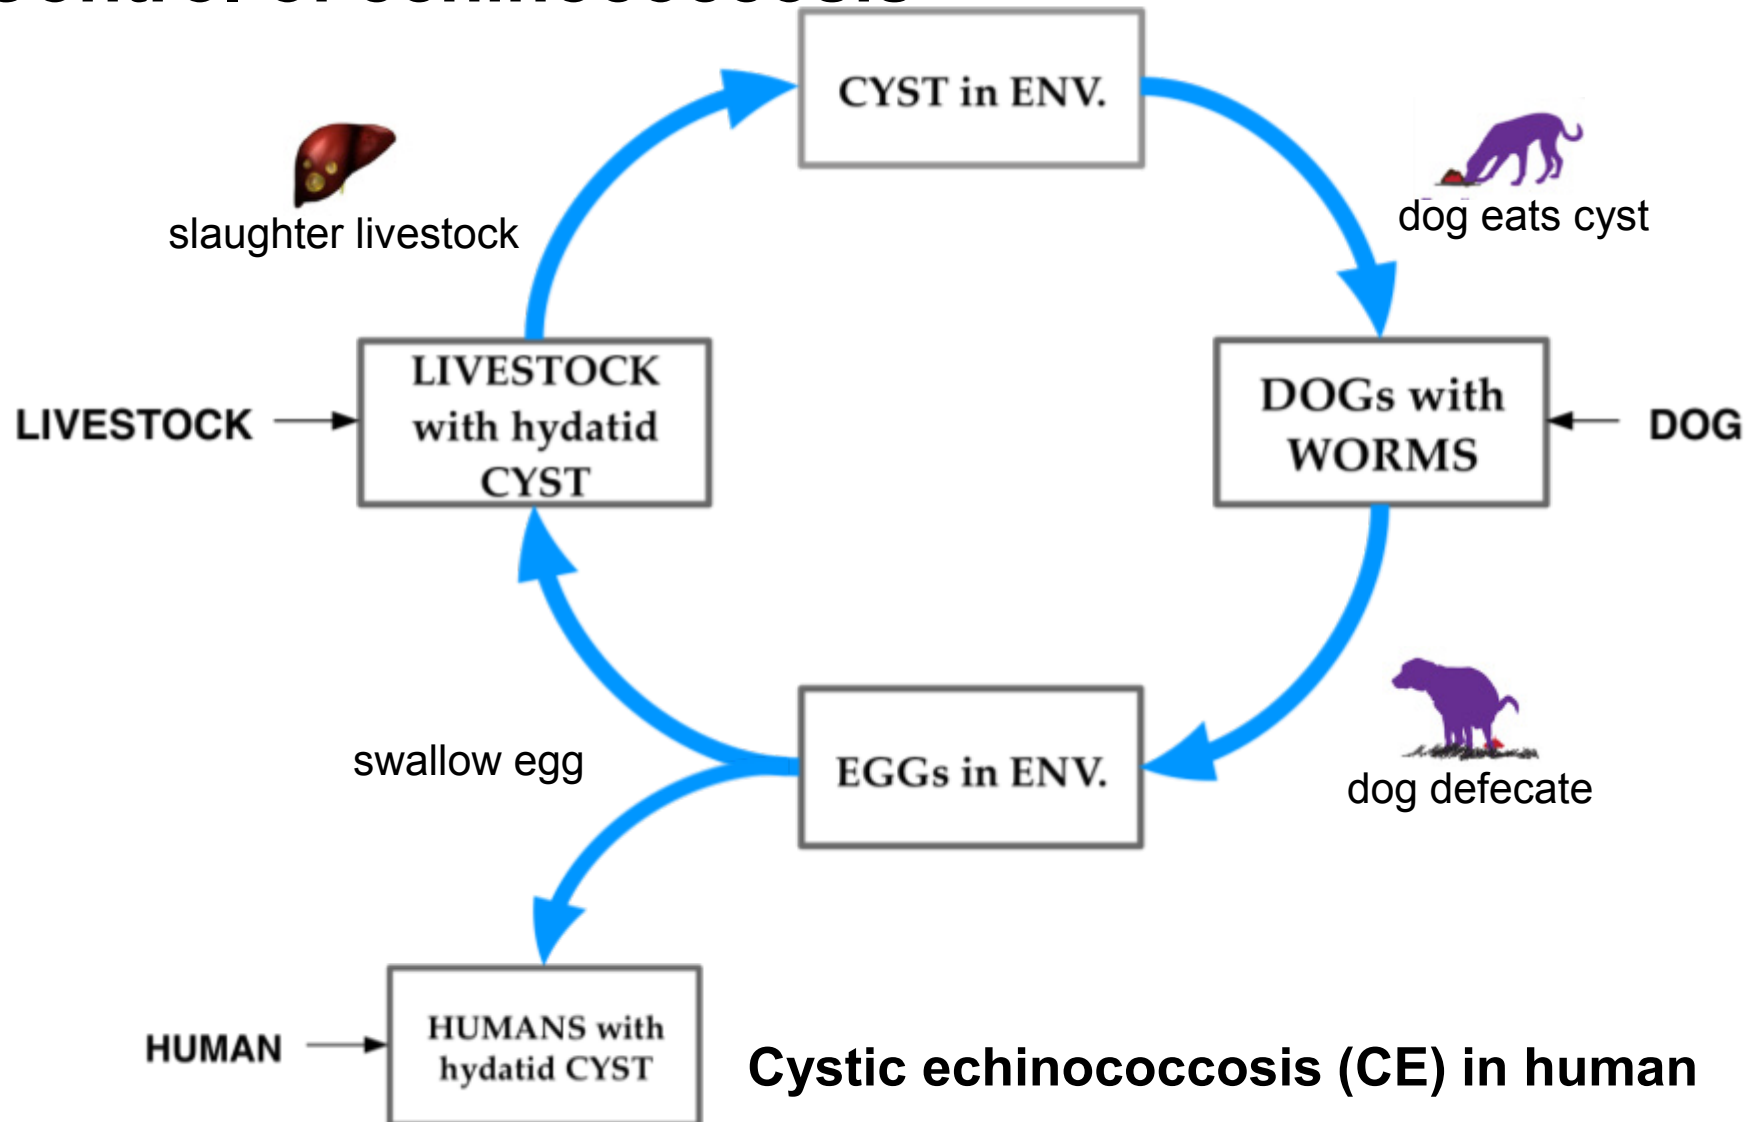 CYST in ENV.
slaughter livestock
dog eats cyst
LIVESTOCK
LIVESTOCK
with hydatid
CYST
DOGs with
WORMS
DOG
swallow egg
EGGs in ENV.
dog defecate
HUMAN
HUMANS with
hydatid CYST
Cystic echinococcosis (CE) in human